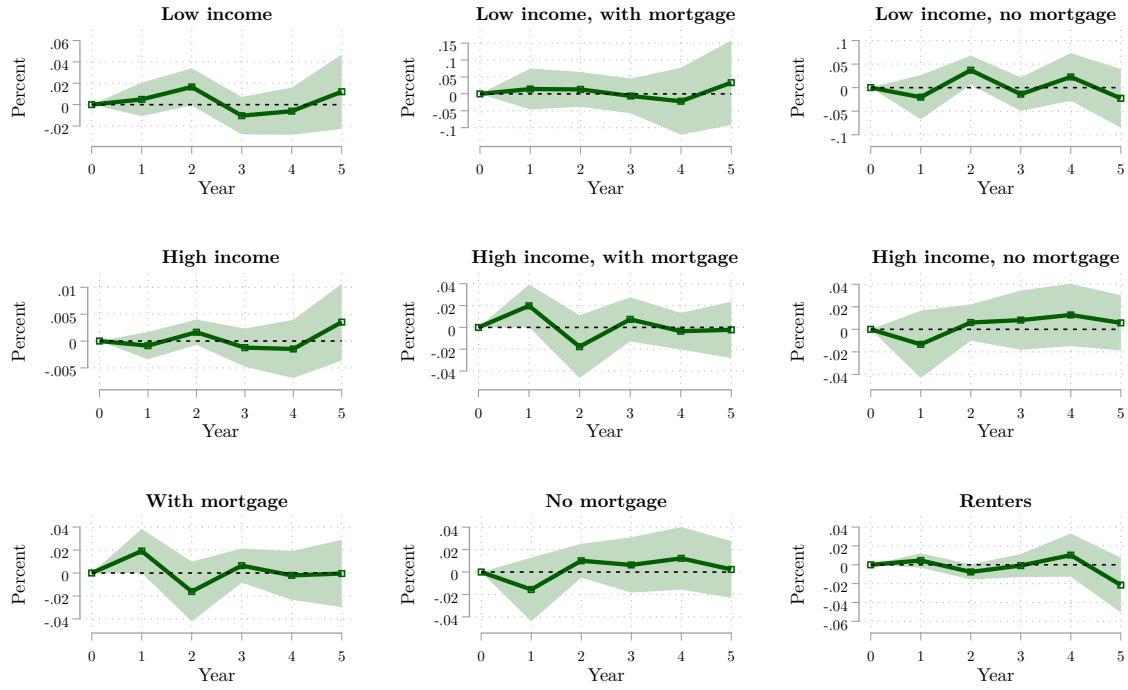 Low income
.06
.04
.02
0
-.02
Percent
0 1 2 3 4 5
Year
Low income, with mortgage
.15
.1
.05
0
-.05
-.1
Percent
0 1 2 3 4 5
Year
Low income, no mortgage
.1
.05
0
-.05
-.1
Percent
0 1 2 3 4 5
Year
High income
.01
.005
0
-.005
Percent
0 1 2 3 4 5
Year
High income, with mortgage
.04
.02
0
-.02
-.04
Percent
0 1 2 3 4 5
Year
High income, no mortgage
.04
.02
0
-.02
-.04
Percent
0 1 2 3 4 5
Year
With mortgage
.04
.02
0
-.02
-.04
Percent
0 1 2 3 4 5
Year
No mortgage
.04
.02
0
-.02
-.04
Percent
0 1 2 3 4 5
Year
Renters
.04
.02
0
-.02
-.04
-.06
Percent
0 1 2 3 4 5
Year